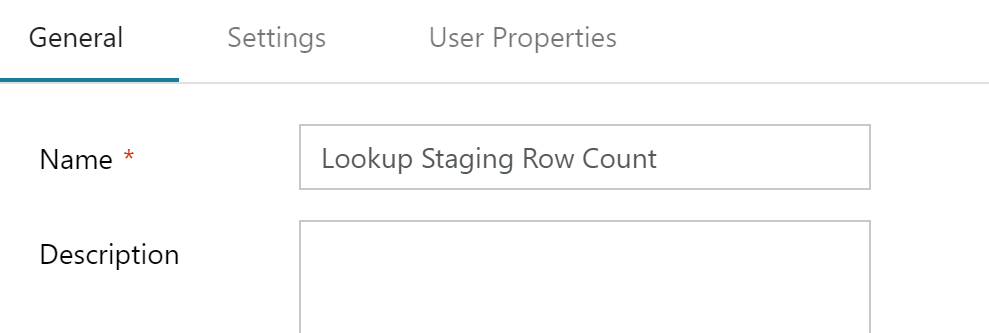 General Settings User Properties
Name *
Lookup Staging Row Count
Description